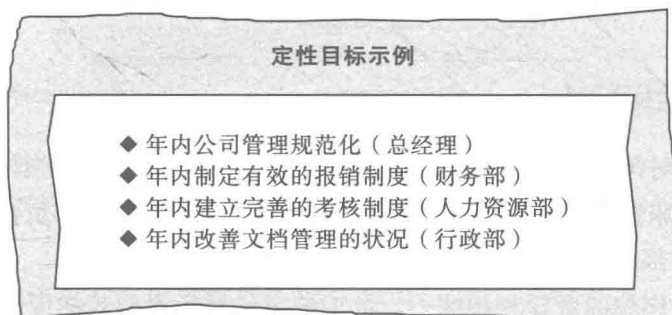 定性目标示例
◆ 年内公司管理规范化（总经理）
◆ 年内制定有效的报销制度（财务部）
◆ 年内建立完善的考核制度（人力资源部）
◆ 年内改善文档管理的状况（行政部）